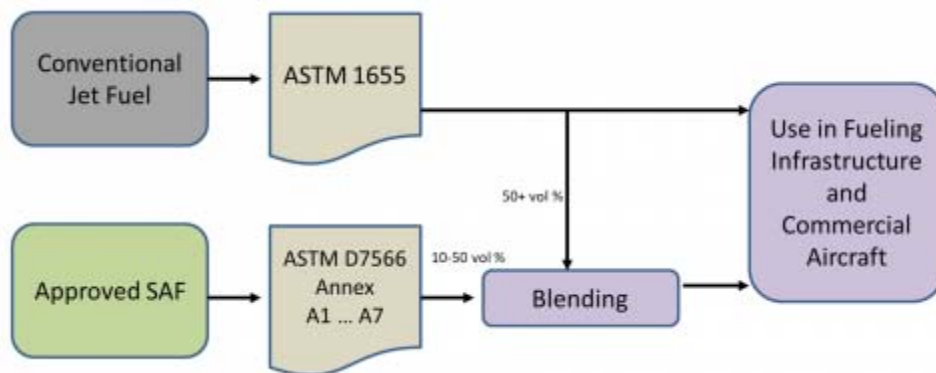 Conventional
Jet Fuel
ASTM 1655
Use in Fueling
Infrastructure
and
Commercial
Aircraft
50+ vol %
Approved SAF
ASTM D7566
Annex
A1 ... A7
10-50 vol %
Blending